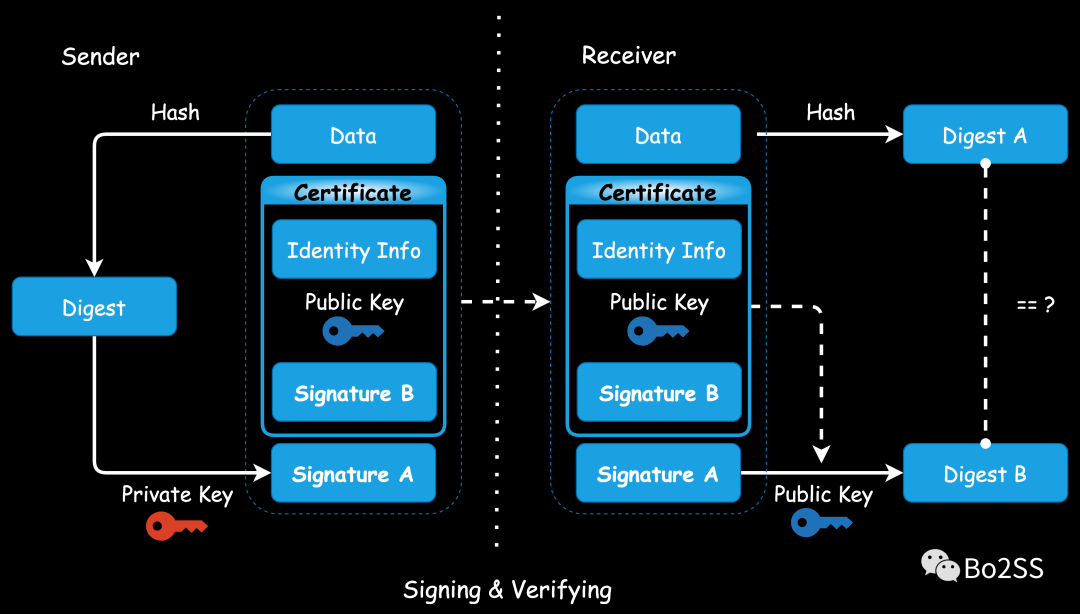 Sender
Receiver
Hash
Data
Certificate
Identity Info
Public Key
Signature B
Signature A
Digest
Private Key
Data
Certificate
Identity Info
Public Key
Signature B
Signature A
Hash
Digest A
== ?
Public Key
Digest B
Bo2SS
Signing & Verifying